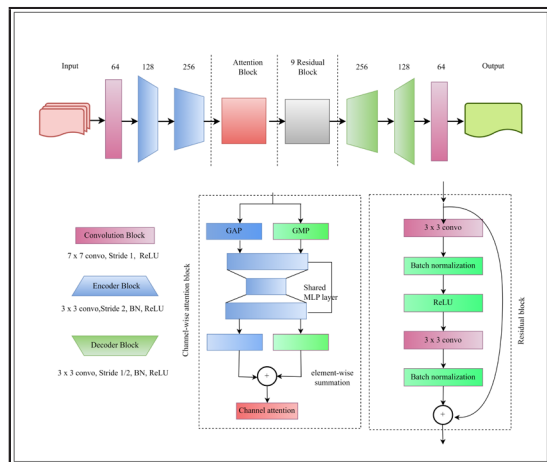 Input
64
128
256
Attention
Block
9 Residual
Block
256
128
64
Output
Convolution Block
7 x 7 convo, Stride 1, ReLU
Encoder Block
3 x 3 convo,Stride 2, BN, ReLU
Decoder Block
3 x 3 convo, Stride 1/2, BN, ReLU
Channel-wise attention block
GAP
GMP
Shared
MLP layer
element-wise
summation
+
Channel attention
3 x 3 convo
Batch normalization
ReLU
3 x 3 convo
Batch normalization
+
Residual block